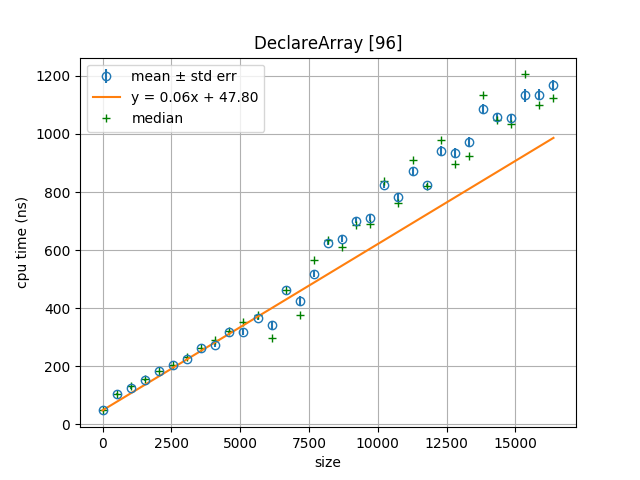 DeclareArray [96]
mean ± std err
y = 0.06x + 47.80
median
1200
1000
800
600
400
200
0
cpu time (ns)
0 2500 5000 7500 10000 12500 15000
size